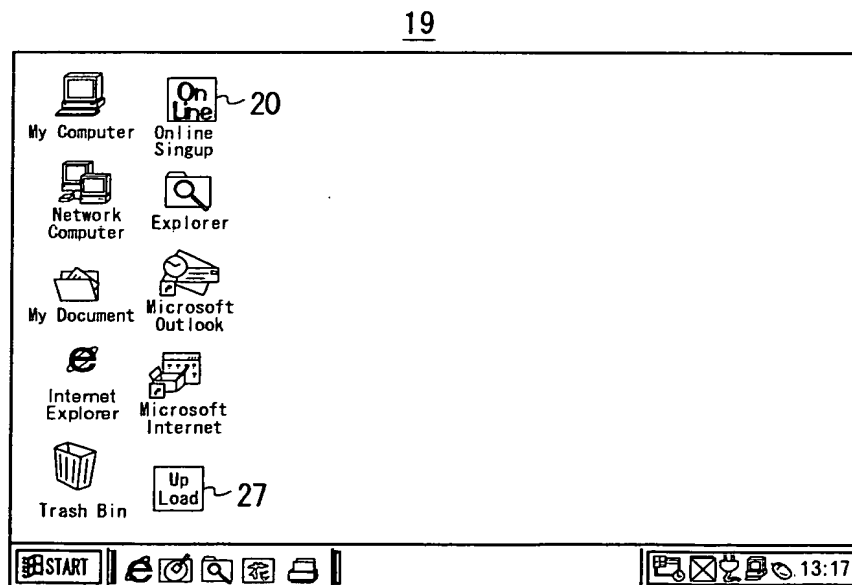 19
On
Line
20
My Computer
Online
Singup
Network
Computer
Explorer
My Document
Microsoft
Outlook
Internet
Explorer
Microsoft
Internet
Trash Bin
Up
Load
27
START
13:17